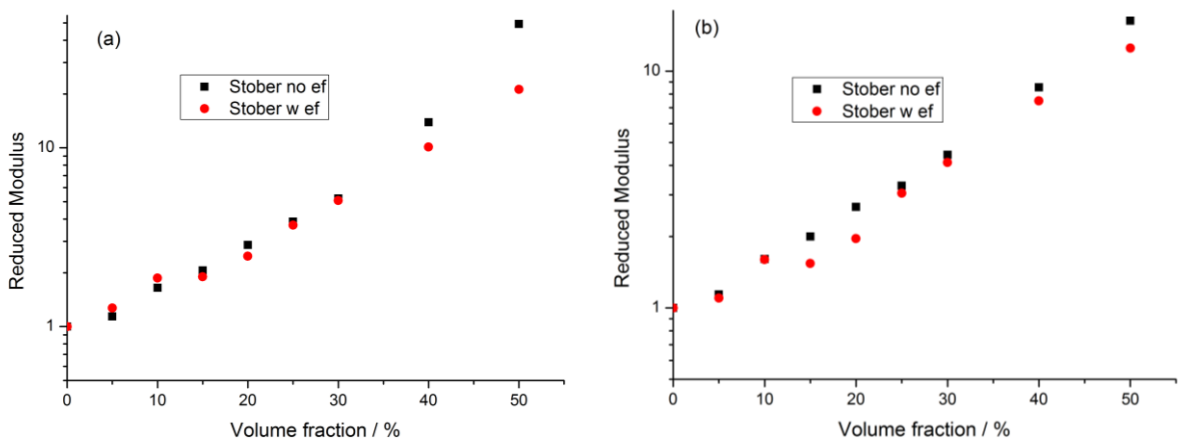 (a)
Stober no ef
Stober w ef
10
1
Reduced Modulus
0 10 20 30 40 50
Volume fraction / %
(b)
Stober no ef
Stober w ef
10
1
Reduced Modulus
0 10 20 30 40 50
Volume fraction / %